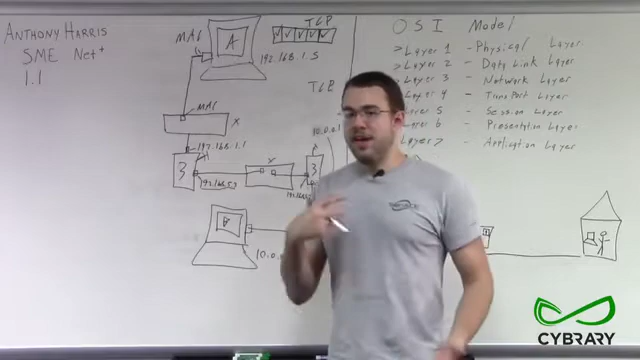 ANTHONY HARRIS
SME Net+
1.1
MAC
A
TCP
192.168 1.5
TCP
MAC
X
192.168 1.1
3
X
3
10.0.0.1
B
10.0.0
OSI Model
> Layer 1 - Physical Layer
> Layer 2 - Data Link Layer
Layer 3 - Network Layer
Layer 4 - Transport Layer
Layer 5 - Session Layer
Layer 6 - Presentation Layer
Layer 7 - Application Layer
CYBRARY